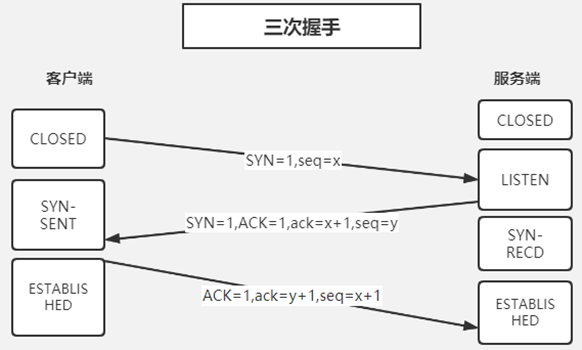 三次握手
客户端
服务端
CLOSED
CLOSED
SYN=1,seq=x
LISTEN
SYN-
SENT
SYN=1,ACK=1,ack=x+1,seq=y
SYN-
RECD
ESTABLIS
HED
ACK=1,ack=y+1,seq=x+1
ESTABLIS
HED